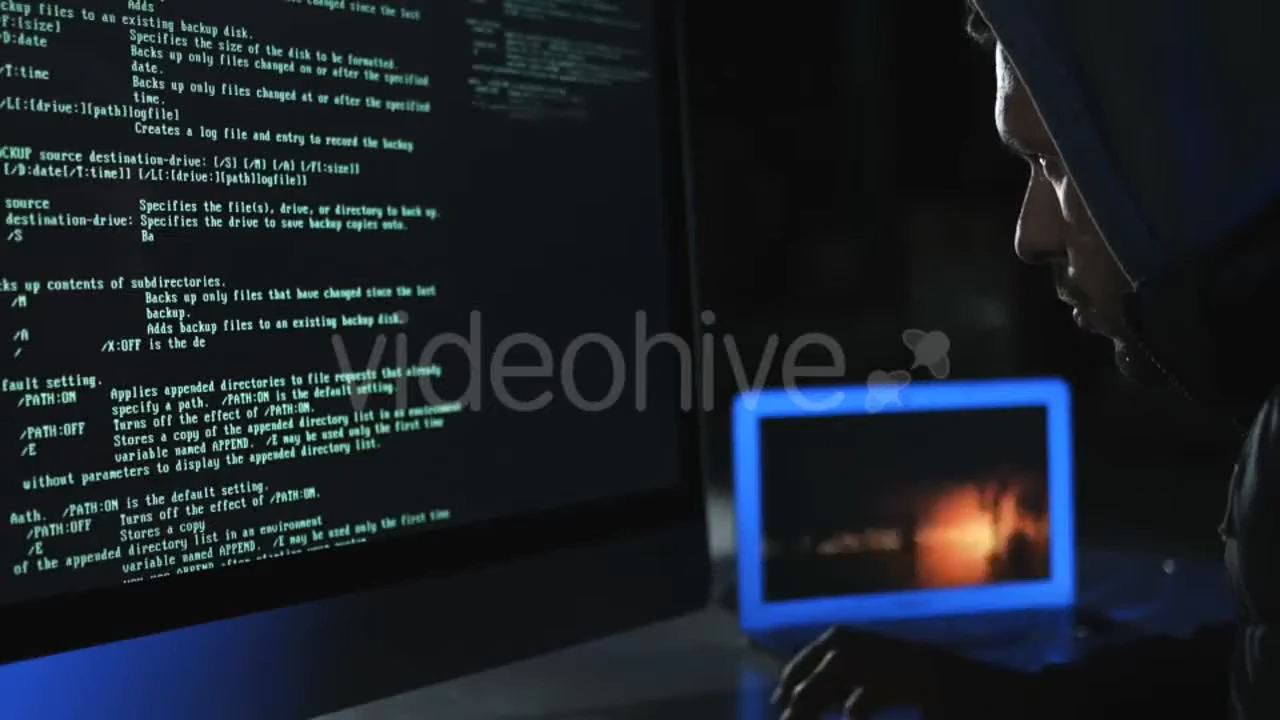 Adds
ckup files to an existing backup disk.
F:[size]
Specifies the size of the disk to be formatted.
D:date
Backs up only files changed on or after the specified
date.
/T:time
Backs up only files changed at or after the specified
time.
/L[:[drive:][path]logfile]
Creates a log file and entry to record the backup
ACKUP source destination-drive: [/S] [/M] [/A] [/F[:size]]
[/D:date[/T:time]] [/L[:[drive:][path]logfile]]
source Specifies the file(s), drive, or directory to back up.
destination-drive: Specifies the drive to save backup copies onto.
/S Ba
cks up contents of subdirectories.
/M Backs up only files that have changed since the last
backup.
/A Adds backup files to an existing backup disk.
/ /X:OFF is the de
fault setting.
/PATH:ON Applies appended directories to file requests that already
specify a path. /PATH:ON is the default setting.
/PATH:OFF Turns off the effect of /PATH:ON.
/E Stores a copy of the appended directory list in an environment
variable named APPEND. /E may be used only the first time
without parameters to display the appended directory list.
Aath. /PATH:ON is the default setting.
/PATH:OFF Turns off the effect of /PATH:ON.
/E Stores a copy
of the appended directory list in an environment
variable named APPEND. /E may be used only the first time
videohive